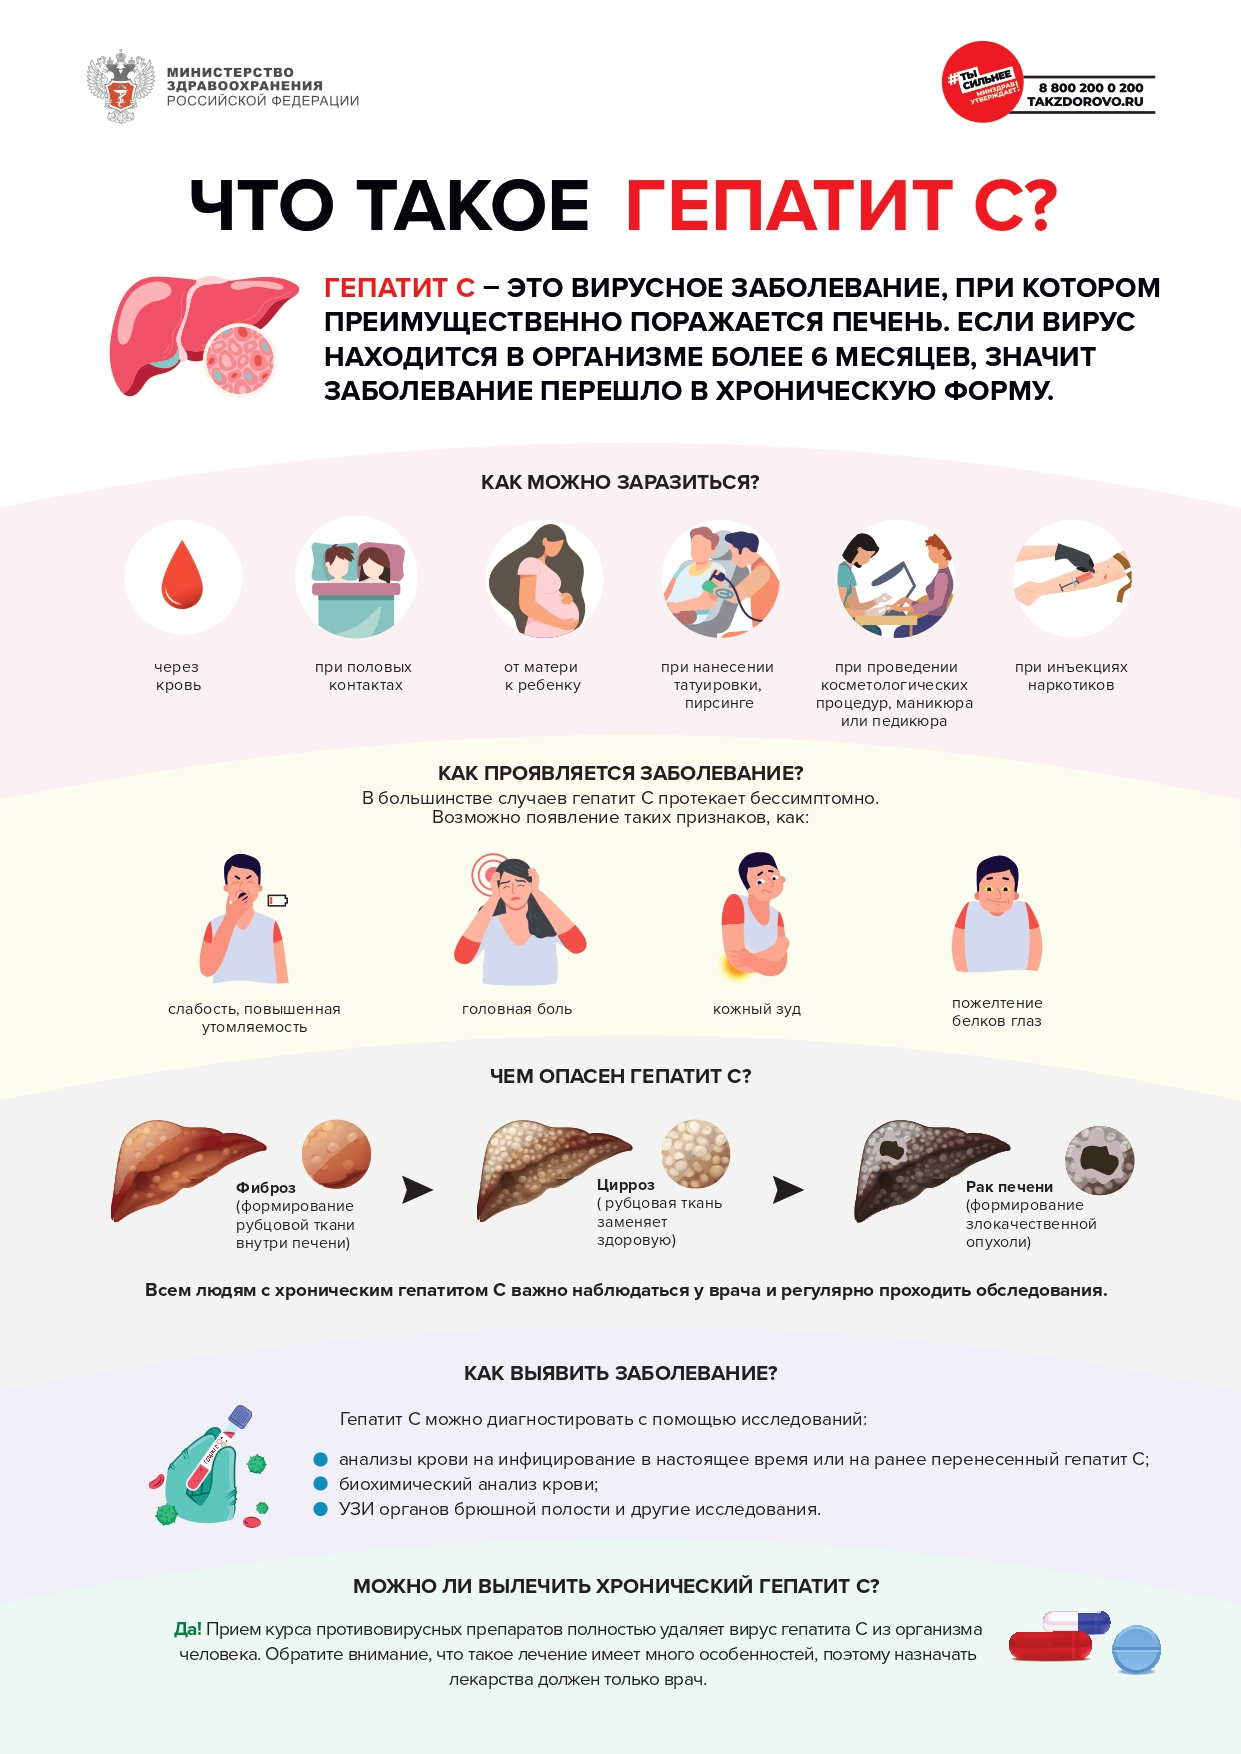 МИНИСТЕРСТВО
ЗДРАВООХРАНЕНИЯ
РОССИЙСКОЙ ФЕДЕРАЦИИ
#ТЫ
СИЛЬНЕЕ
МИНЗДРАВ
УТВЕРЖДАЕТ!
8 800 200 0 200
TAKZDOROVO.RU
ЧТО ТАКОЕ ГЕПАТИТ С?
ГЕПАТИТ С – ЭТО ВИРУСНОЕ ЗАБОЛЕВАНИЕ, ПРИ КОТОРОМ
ПРЕИМУЩЕСТВЕННО ПОРАЖАЕТСЯ ПЕЧЕНЬ. ЕСЛИ ВИРУС
НАХОДИТСЯ В ОРГАНИЗМЕ БОЛЕЕ 6 МЕСЯЦЕВ, ЗНАЧИТ
ЗАБОЛЕВАНИЕ ПЕРЕШЛО В ХРОНИЧЕСКУЮ ФОРМУ.
КАК МОЖНО ЗАРАЗИТЬСЯ?
через
кровь
при половых
контактах
от матери
к ребенку
при нанесении
татуировки,
пирсинге
при проведении
косметологических
процедур, маникюра
или педикюра
при инъекциях
наркотиков
КАК ПРОЯВЛЯЕТСЯ ЗАБОЛЕВАНИЕ?
В большинстве случаев гепатит С протекает бессимптомно.
Возможно появление таких признаков, как:
слабость, повышенная
утомляемость
головная боль
кожный зуд
пожелтение
белков глаз
ЧЕМ ОПАСЕН ГЕПАТИТ С?
Фиброз
(формирование
рубцовой ткани
внутри печени)
Цирроз
( рубцовая ткань
заменяет
здоровую)
Рак печени
(формирование
злокачественной
опухоли)
Всем людям с хроническим гепатитом С важно наблюдаться у врача и регулярно проходить обследования.
КАК ВЫЯВИТЬ ЗАБОЛЕВАНИЕ?
Гепатит С можно диагностировать с помощью исследований:
анализы крови на инфицирование в настоящее время или на ранее перенесенный гепатит С;
биохимический анализ крови;
УЗИ органов брюшной полости и другие исследования.
МОЖНО ЛИ ВЫЛЕЧИТЬ ХРОНИЧЕСКИЙ ГЕПАТИТ С?
Да! Прием курса противовирусных препаратов полностью удаляет вирус гепатита С из организма
человека. Обратите внимание, что такое лечение имеет много особенностей, поэтому назначать
лекарства должен только врач.